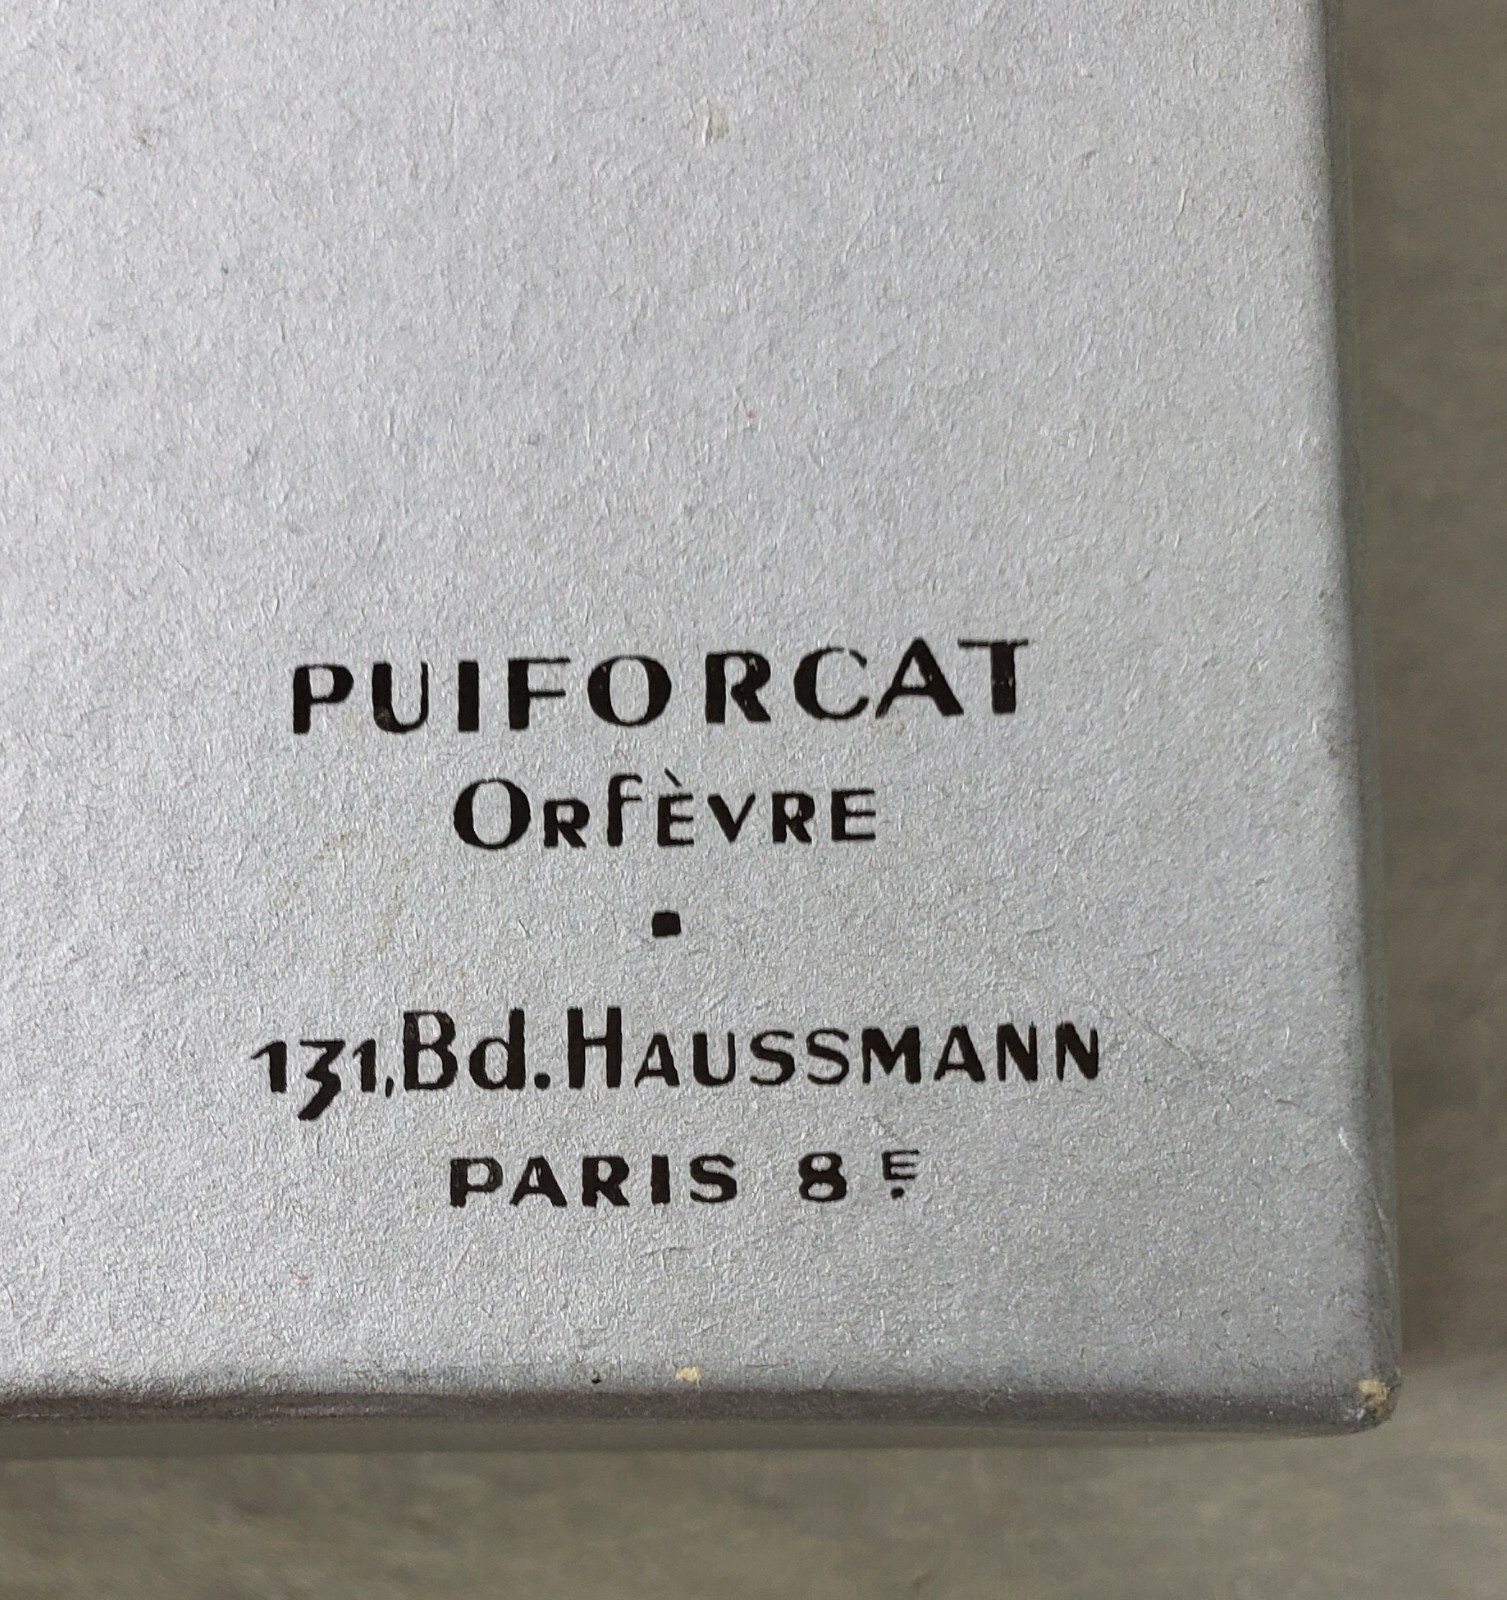 PUIFORCAT
ORFÈVRE
▪
131,Bd.HAUSSMANN
PARIS 8E.